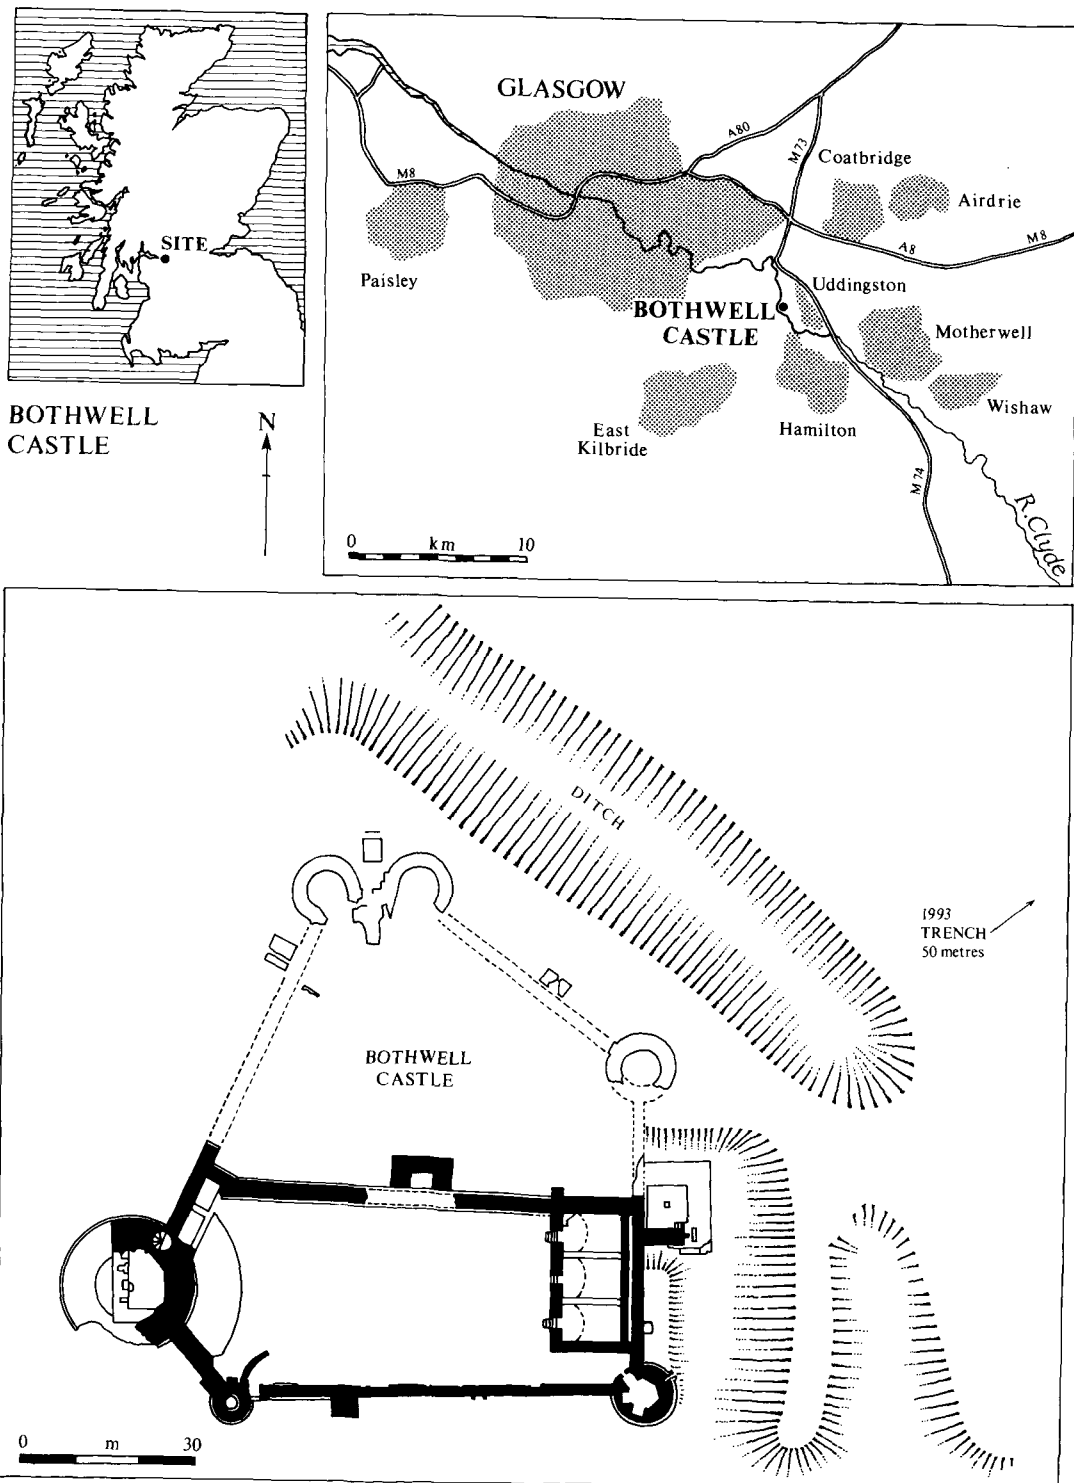 SITE
BOTHWELL
CASTLE
N
GLASGOW
A80
M73
Coatbridge
Airdrie
M8
A8
M8
Paisley
Uddingston
BOTHWELL
CASTLE
Motherwell
Wishaw
East
Kilbride
Hamilton
M74
R.Clyde
0 km 10
DITCH
1993
TRENCH
50 metres
BOTHWELL
CASTLE
0 m 30